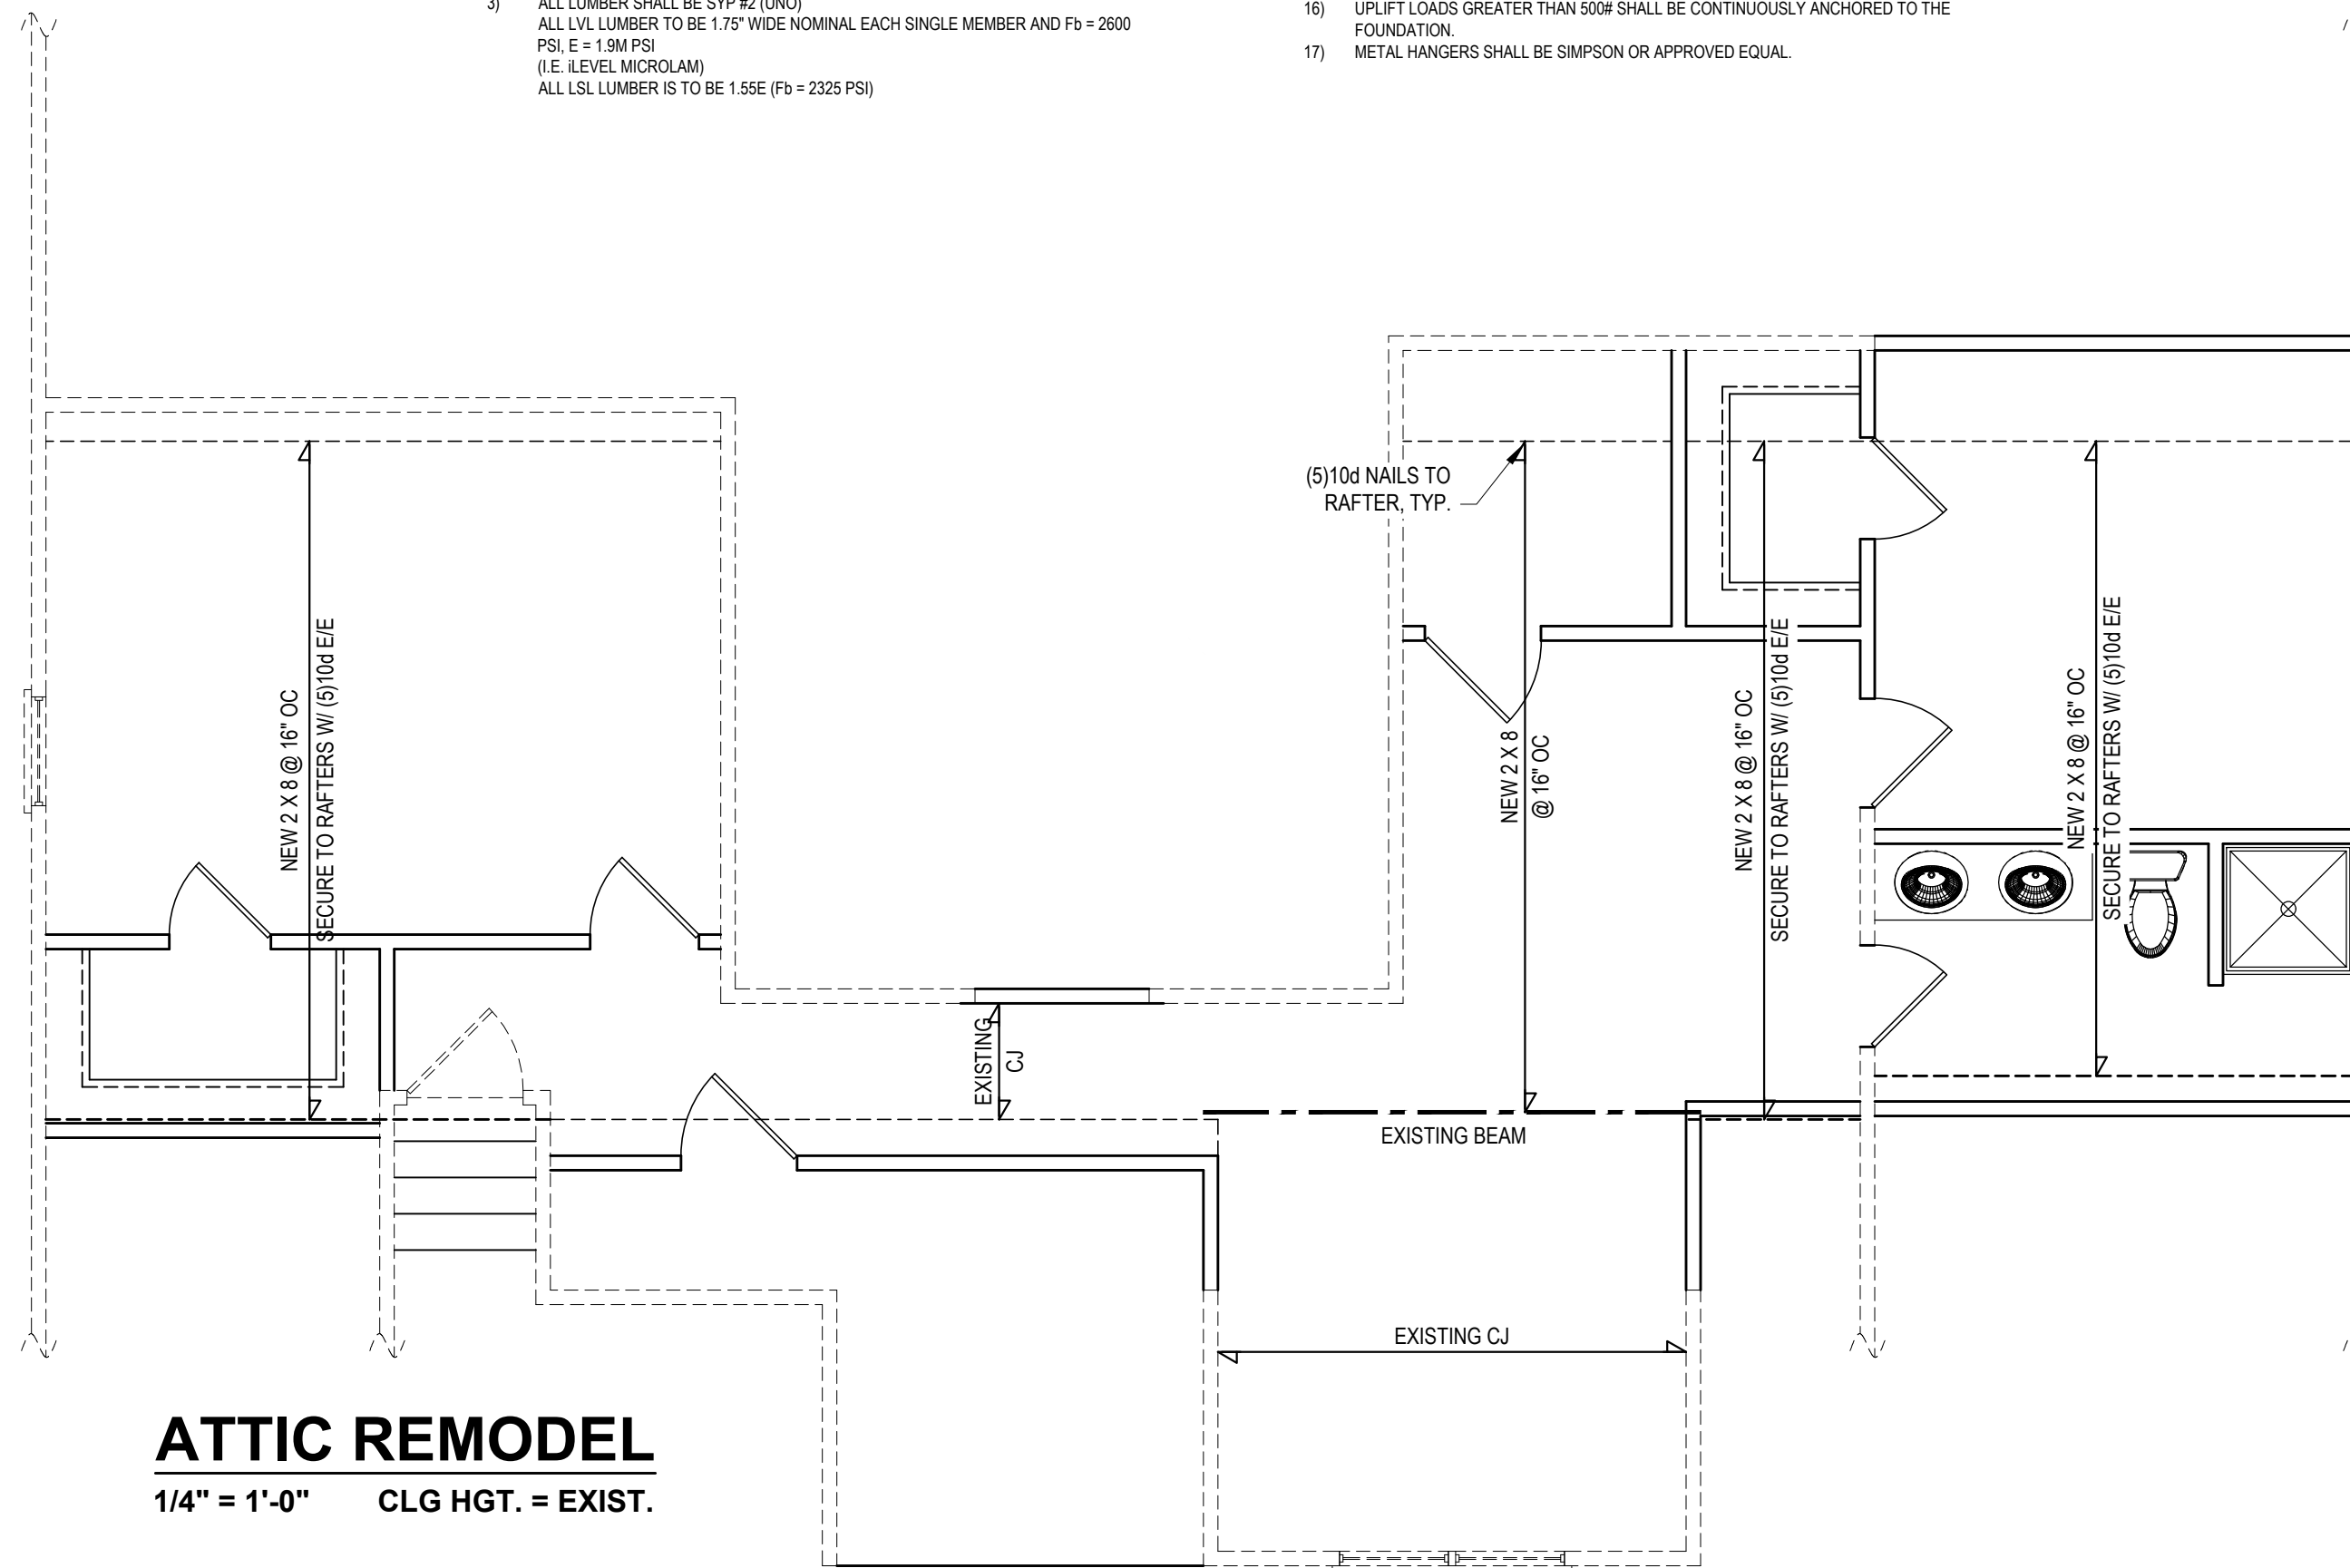 3) ALL LUMBER SHALL BE SYP #2 (UNO)
ALL LVL LUMBER TO BE 1.75" WIDE NOMINAL EACH SINGLE MEMBER AND Fb = 2600
PSI, E = 1.9M PSI
(I.E. iLEVEL MICROLAM)
ALL LSL LUMBER IS TO BE 1.55E (Fb = 2325 PSI)
16) UPLIFT LOADS GREATER THAN 500# SHALL BE CONTINUOUSLY ANCHORED TO THE
FOUNDATION.
17) METAL HANGERS SHALL BE SIMPSON OR APPROVED EQUAL.
(5)10d NAILS TO
RAFTER, TYP.
NEW 2 X 8 @ 16" OC
SECURE TO RAFTERS W/ (5)10d E/E
NEW 2 X 8
@ 16" OC
NEW 2 X 8 @ 16" OC
SECURE TO RAFTERS W/ (5)10d E/E
NEW 2 X 8 @ 16" OC
SECURE TO RAFTERS W/ (5)10d E/E
EXISTING
CJ
EXISTING BEAM
EXISTING CJ
ATTIC REMODEL
1/4" = 1'-0" CLG HGT. = EXIST.